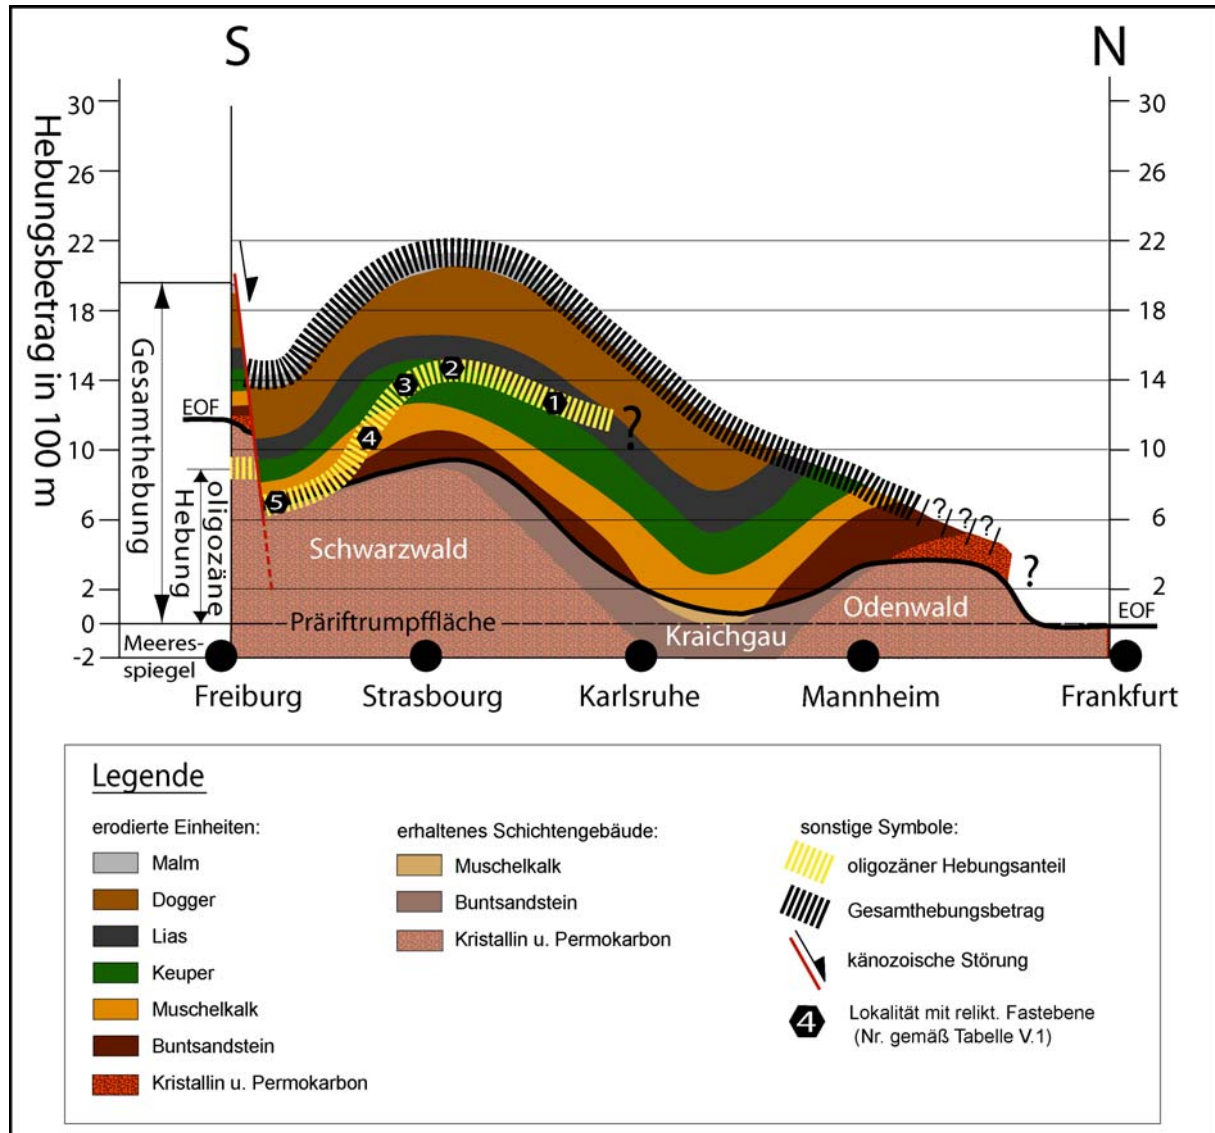 S
N
Hebungsbetrag in 100 m
30
26
22
18
14
10
6
2
0
-2
30
26
22
18
14
10
6
2
Gesamthebung
oligozäne
Hebung
EOF
Meeres-
spiegel
1
2
3
4
5
?
? ? ?
?
EOF
Schwarzwald
Präriftrumpffläche
Kraichgau
Odenwald
Freiburg
Strasbourg
Karlsruhe
Mannheim
Frankfurt
Legende
erodierte Einheiten:
Malm
Dogger
Lias
Keuper
Muschelkalk
Buntsandstein
Kristallin u. Permokarbon
erhaltenes Schichtengebäude:
Muschelkalk
Buntsandstein
Kristallin u. Permokarbon
sonstige Symbole:
oligozäner Hebungsanteil
Gesamthebungsbetrag
känozoische Störung
4
Lokalität mit relikt. Fastebene
(Nr. gemäß Tabelle V.1)